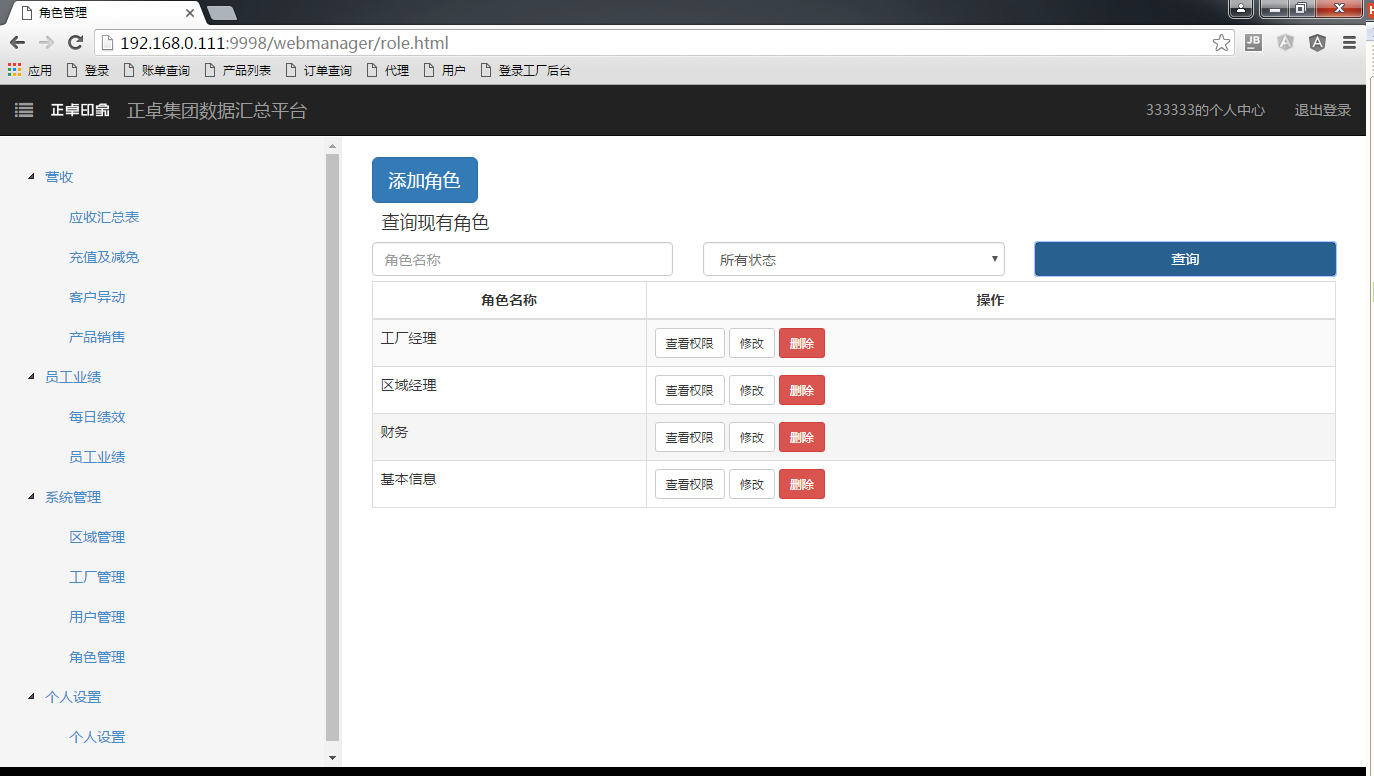 角色管理
192.168.0.111:9998/webmanager/role.html
JB A A
应用 登录 账单查询 产品列表 订单查询 代理 用户 登录工厂后台
正卓印象 正卓集团数据汇总平台 333333的个人中心 退出登录
营收
应收汇总表
充值及减免
客户异动
产品销售
员工业绩
每日绩效
员工业绩
系统管理
区域管理
工厂管理
用户管理
角色管理
个人设置
个人设置
添加角色
查询现有角色
角色名称 所有状态 查询
角色名称 操作
工厂经理 查看权限 修改 删除
区域经理 查看权限 修改 删除
财务 查看权限 修改 删除
基本信息 查看权限 修改 删除